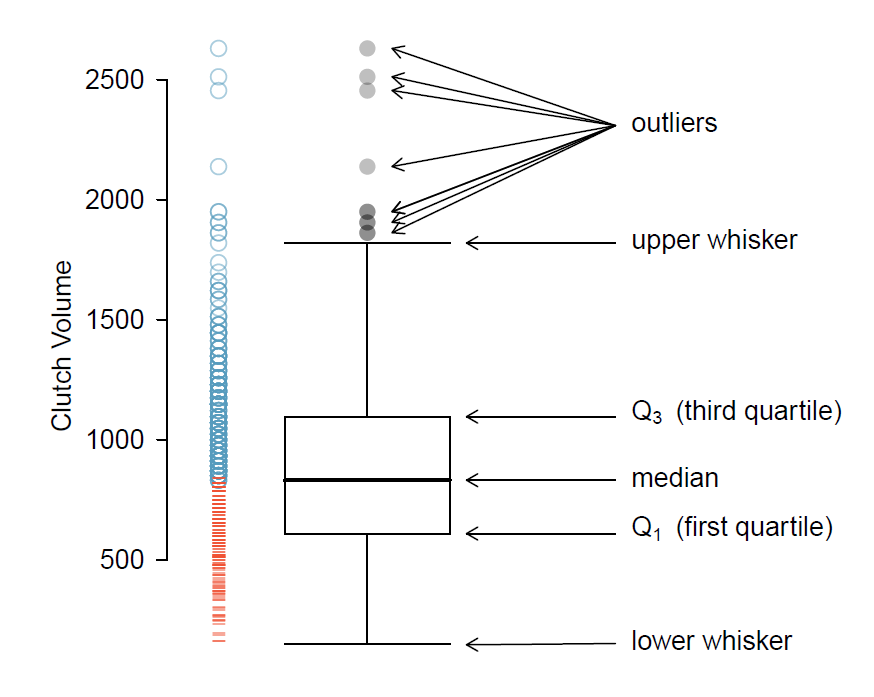 Clutch Volume
2500
2000
1500
1000
500
outliers
upper whisker
Q₃ (third quartile)
median
Q₁ (first quartile)
lower whisker